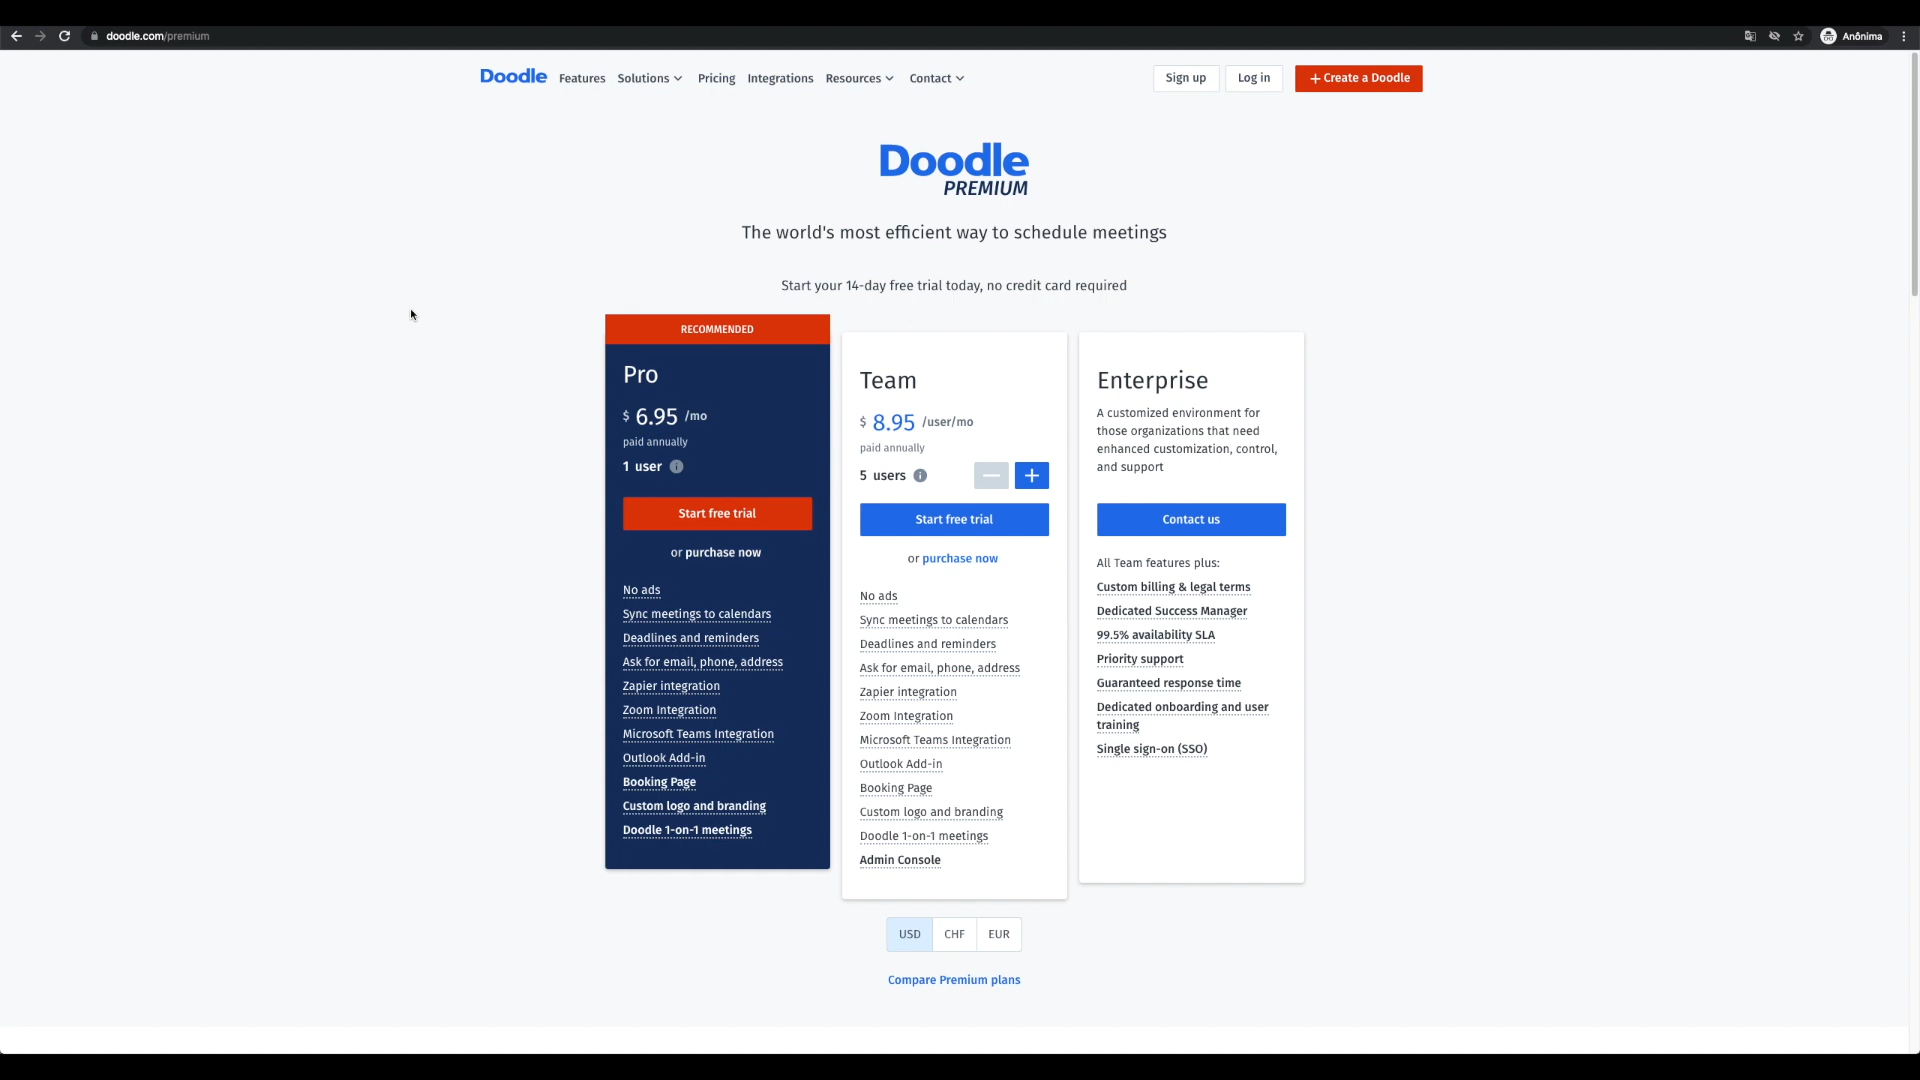 doodle.com/premium
Anônima
Doodle
Features
Solutions
Pricing
Integrations
Resources
Contact
Sign up
Log in
+ Create a Doodle
Doodle
PREMIUM
The world's most efficient way to schedule meetings
Start your 14-day free trial today, no credit card required
RECOMMENDED
Pro
$ 6.95 /mo
paid annually
1 user
Start free trial
or purchase now
No ads
Sync meetings to calendars
Deadlines and reminders
Ask for email, phone, address
Zapier integration
Zoom Integration
Microsoft Teams Integration
Outlook Add-in
Booking Page
Custom logo and branding
Doodle 1-on-1 meetings
Team
$ 8.95 /user/mo
paid annually
5 users
Start free trial
or purchase now
No ads
Sync meetings to calendars
Deadlines and reminders
Ask for email, phone, address
Zapier integration
Zoom Integration
Microsoft Teams Integration
Outlook Add-in
Booking Page
Custom logo and branding
Doodle 1-on-1 meetings
Admin Console
Enterprise
A customized environment for
those organizations that need
enhanced customization, control,
and support
Contact us
All Team features plus:
Custom billing & legal terms
Dedicated Success Manager
99.5% availability SLA
Priority support
Guaranteed response time
Dedicated onboarding and user
training
Single sign-on (SSO)
USD
CHF
EUR
Compare Premium plans